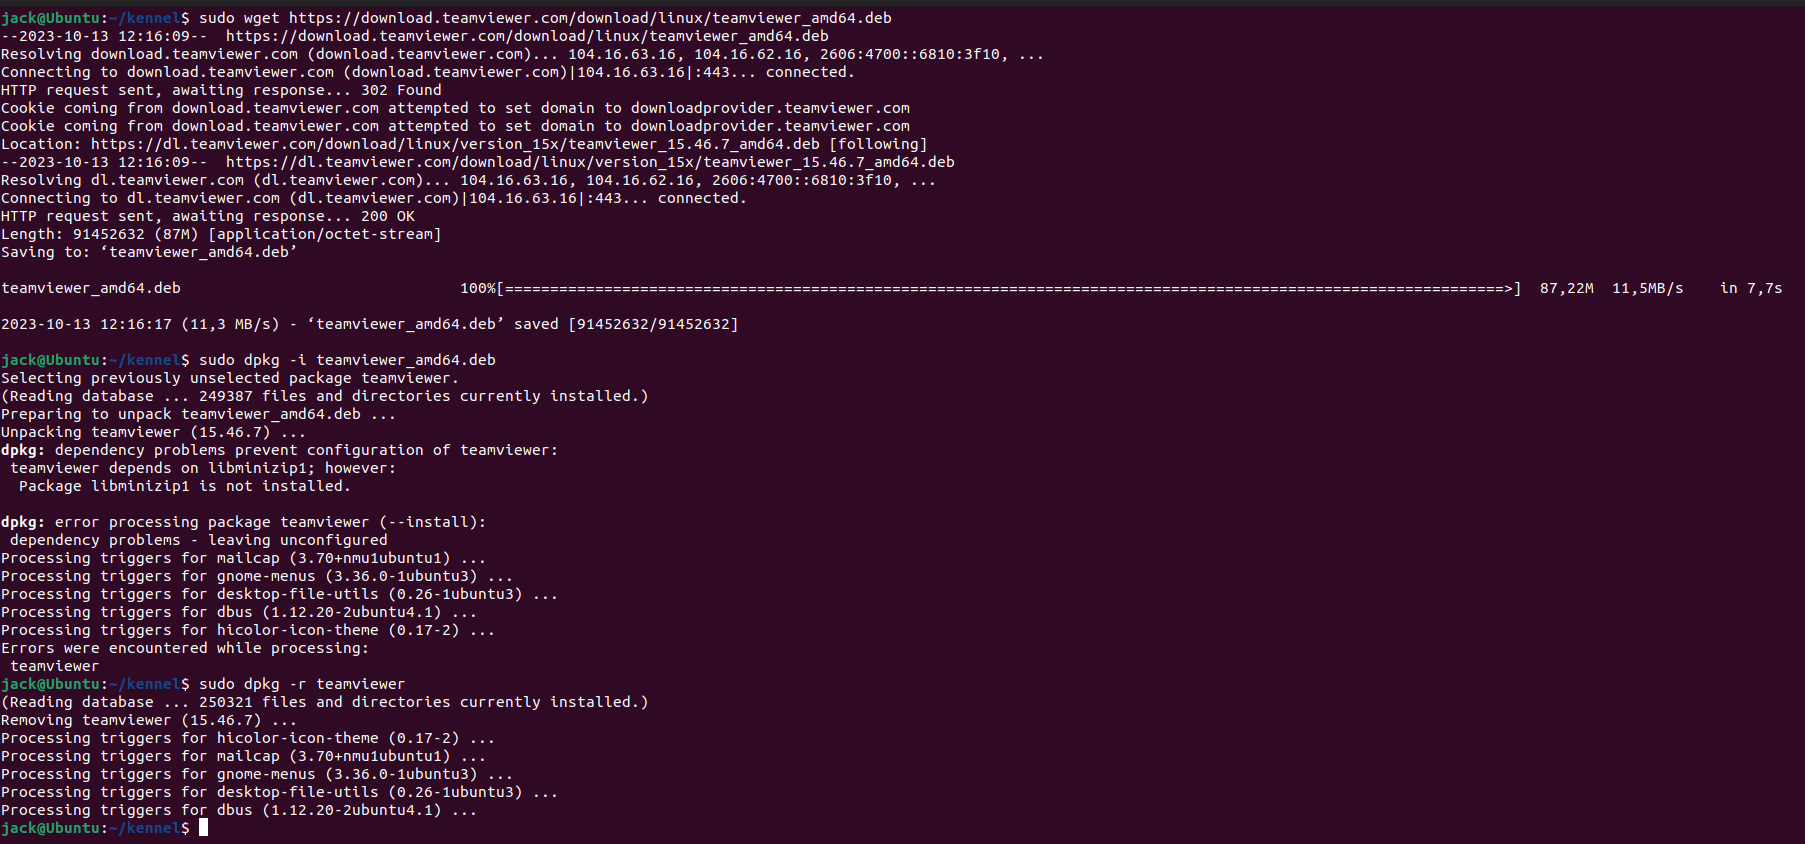 jack@Ubuntu:~/kennel$ sudo wget https://download.teamviewer.com/download/linux/teamviewer_amd64.deb
--2023-10-13 12:16:09--  https://download.teamviewer.com/download/linux/teamviewer_amd64.deb
Resolving download.teamviewer.com (download.teamviewer.com)... 104.16.63.16, 104.16.62.16, 2606:4700::6810:3f10, ...
Connecting to download.teamviewer.com (download.teamviewer.com)|104.16.63.16|:443... connected.
HTTP request sent, awaiting response... 302 Found
Cookie coming from download.teamviewer.com attempted to set domain to downloadprovider.teamviewer.com
Cookie coming from download.teamviewer.com attempted to set domain to downloadprovider.teamviewer.com
Location: https://dl.teamviewer.com/download/linux/version_15x/teamviewer_15.46.7_amd64.deb [following]
--2023-10-13 12:16:09--  https://dl.teamviewer.com/download/linux/version_15x/teamviewer_15.46.7_amd64.deb
Resolving dl.teamviewer.com (dl.teamviewer.com)... 104.16.63.16, 104.16.62.16, 2606:4700::6810:3f10, ...
Connecting to dl.teamviewer.com (dl.teamviewer.com)|104.16.63.16|:443... connected.
HTTP request sent, awaiting response... 200 OK
Length: 91452632 (87M) [application/octet-stream]
Saving to: ‘teamviewer_amd64.deb’
teamviewer_amd64.deb 100%[===============================================================================================================>] 87,22M 11,5MB/s in 7,7s
2023-10-13 12:16:17 (11,3 MB/s) - ‘teamviewer_amd64.deb’ saved [91452632/91452632]
jack@Ubuntu:~/kennel$ sudo dpkg -i teamviewer_amd64.deb
Selecting previously unselected package teamviewer.
(Reading database ... 249387 files and directories currently installed.)
Preparing to unpack teamviewer_amd64.deb ...
Unpacking teamviewer (15.46.7) ...
dpkg: dependency problems prevent configuration of teamviewer:
 teamviewer depends on libminizip1; however:
  Package libminizip1 is not installed.
dpkg: error processing package teamviewer (--install):
 dependency problems - leaving unconfigured
Processing triggers for mailcap (3.70+nmu1ubuntu1) ...
Processing triggers for gnome-menus (3.36.0-1ubuntu3) ...
Processing triggers for desktop-file-utils (0.26-1ubuntu3) ...
Processing triggers for dbus (1.12.20-2ubuntu4.1) ...
Processing triggers for hicolor-icon-theme (0.17-2) ...
Errors were encountered while processing:
 teamviewer
jack@Ubuntu:~/kennel$ sudo dpkg -r teamviewer
(Reading database ... 250321 files and directories currently installed.)
Removing teamviewer (15.46.7) ...
Processing triggers for hicolor-icon-theme (0.17-2) ...
Processing triggers for mailcap (3.70+nmu1ubuntu1) ...
Processing triggers for gnome-menus (3.36.0-1ubuntu3) ...
Processing triggers for desktop-file-utils (0.26-1ubuntu3) ...
Processing triggers for dbus (1.12.20-2ubuntu4.1) ...
jack@Ubuntu:~/kennel$